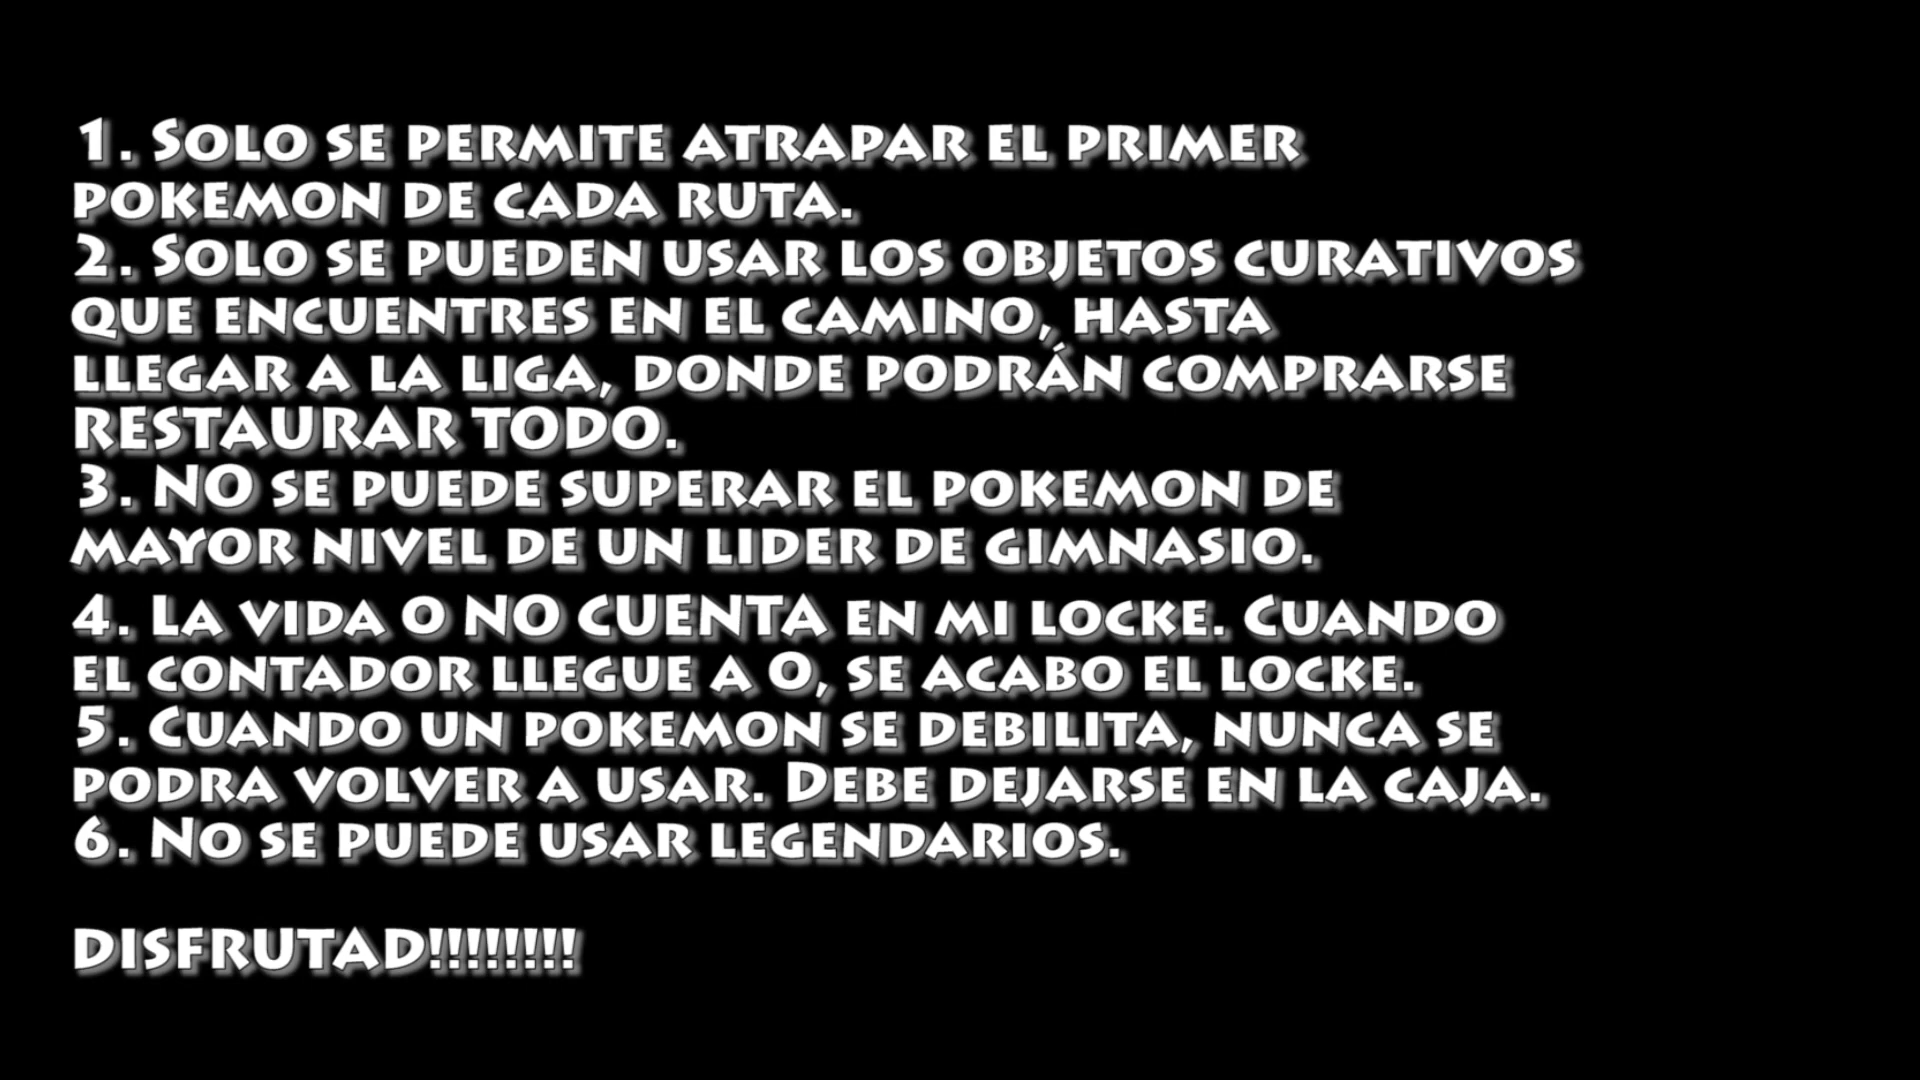 1. Solo se permite atrapar el primer
pokemon de cada ruta.
2. Solo se pueden usar los objetos curativos
que encuentres en el camino, hasta
llegar a la liga, donde podrán comprarse
RESTAURAR TODO.
3. NO se puede superar el pokemon de
mayor nivel de un lider de gimnasio.
4. La vida 0 NO CUENTA en mi locke. Cuando
el contador llegue a 0, se acabo el locke.
5. Cuando un pokemon se debilita, nunca se
podra volver a usar. Debe dejarse en la caja.
6. No se puede usar legendarios.
DISFRUTAD!!!!!!!!